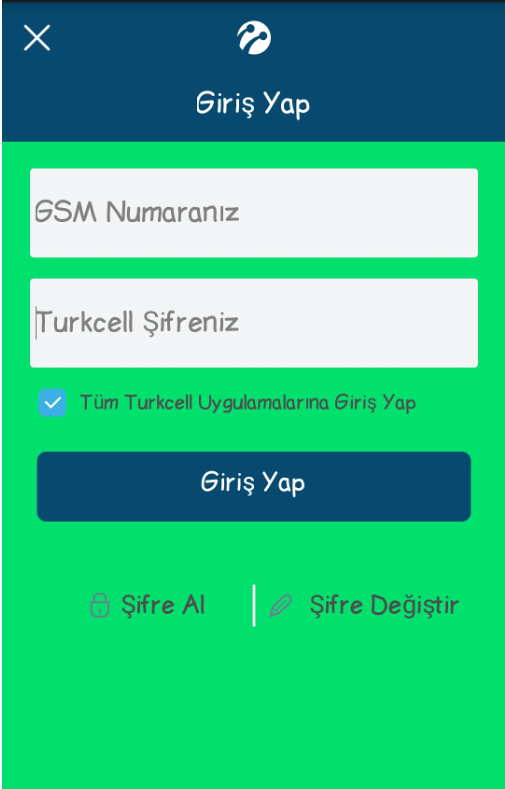 Giriş Yap
GSM Numaranız
Turkcell Şifreniz
Tüm Turkcell Uygulamalarına Giriş Yap
Giriş Yap
Şifre Al
Şifre Değiştir